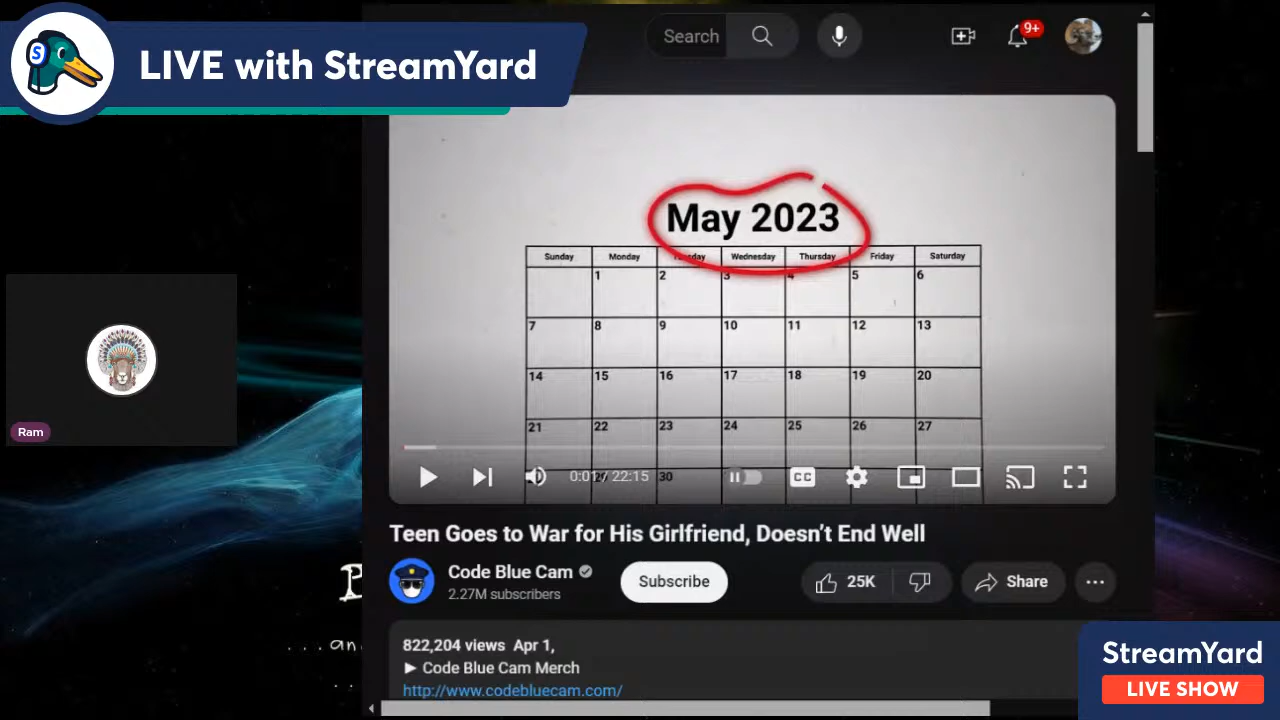 S
LIVE with StreamYard
Search
9+
May 2023
Sunday Monday Tuesday Wednesday Thursday Friday Saturday
1 2 3 4 5 6
7 8 9 10 11 12 13
14 15 16 17 18 19 20
21 22 23 24 25 26 27
30
0:01 / 22:15
CC
Ram
Teen Goes to War for His Girlfriend, Doesn't End Well
Code Blue Cam
2.27M subscribers
Subscribe
25K
Share
...an
...
822,204 views Apr 1,
► Code Blue Cam Merch
http://www.codebluecam.com/
StreamYard
LIVE SHOW